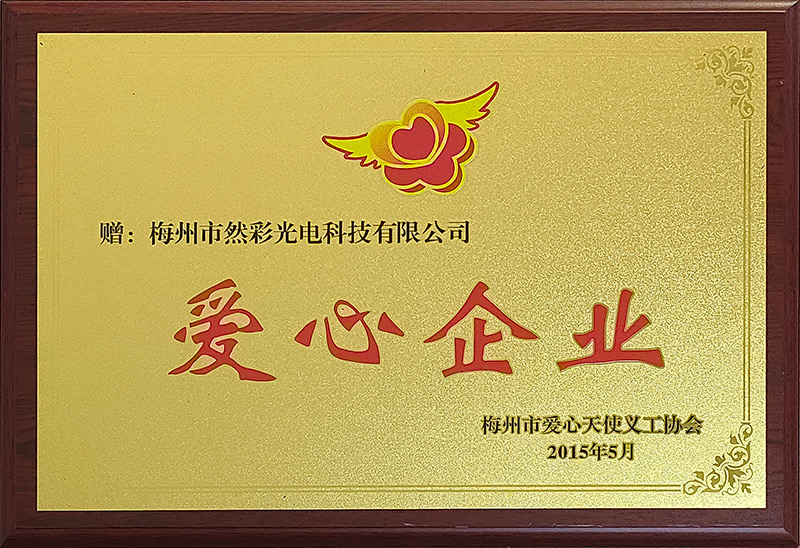 赠：梅州市然彩光电科技有限公司
爱心企业
梅州市爱心天使义工协会
2015年5月